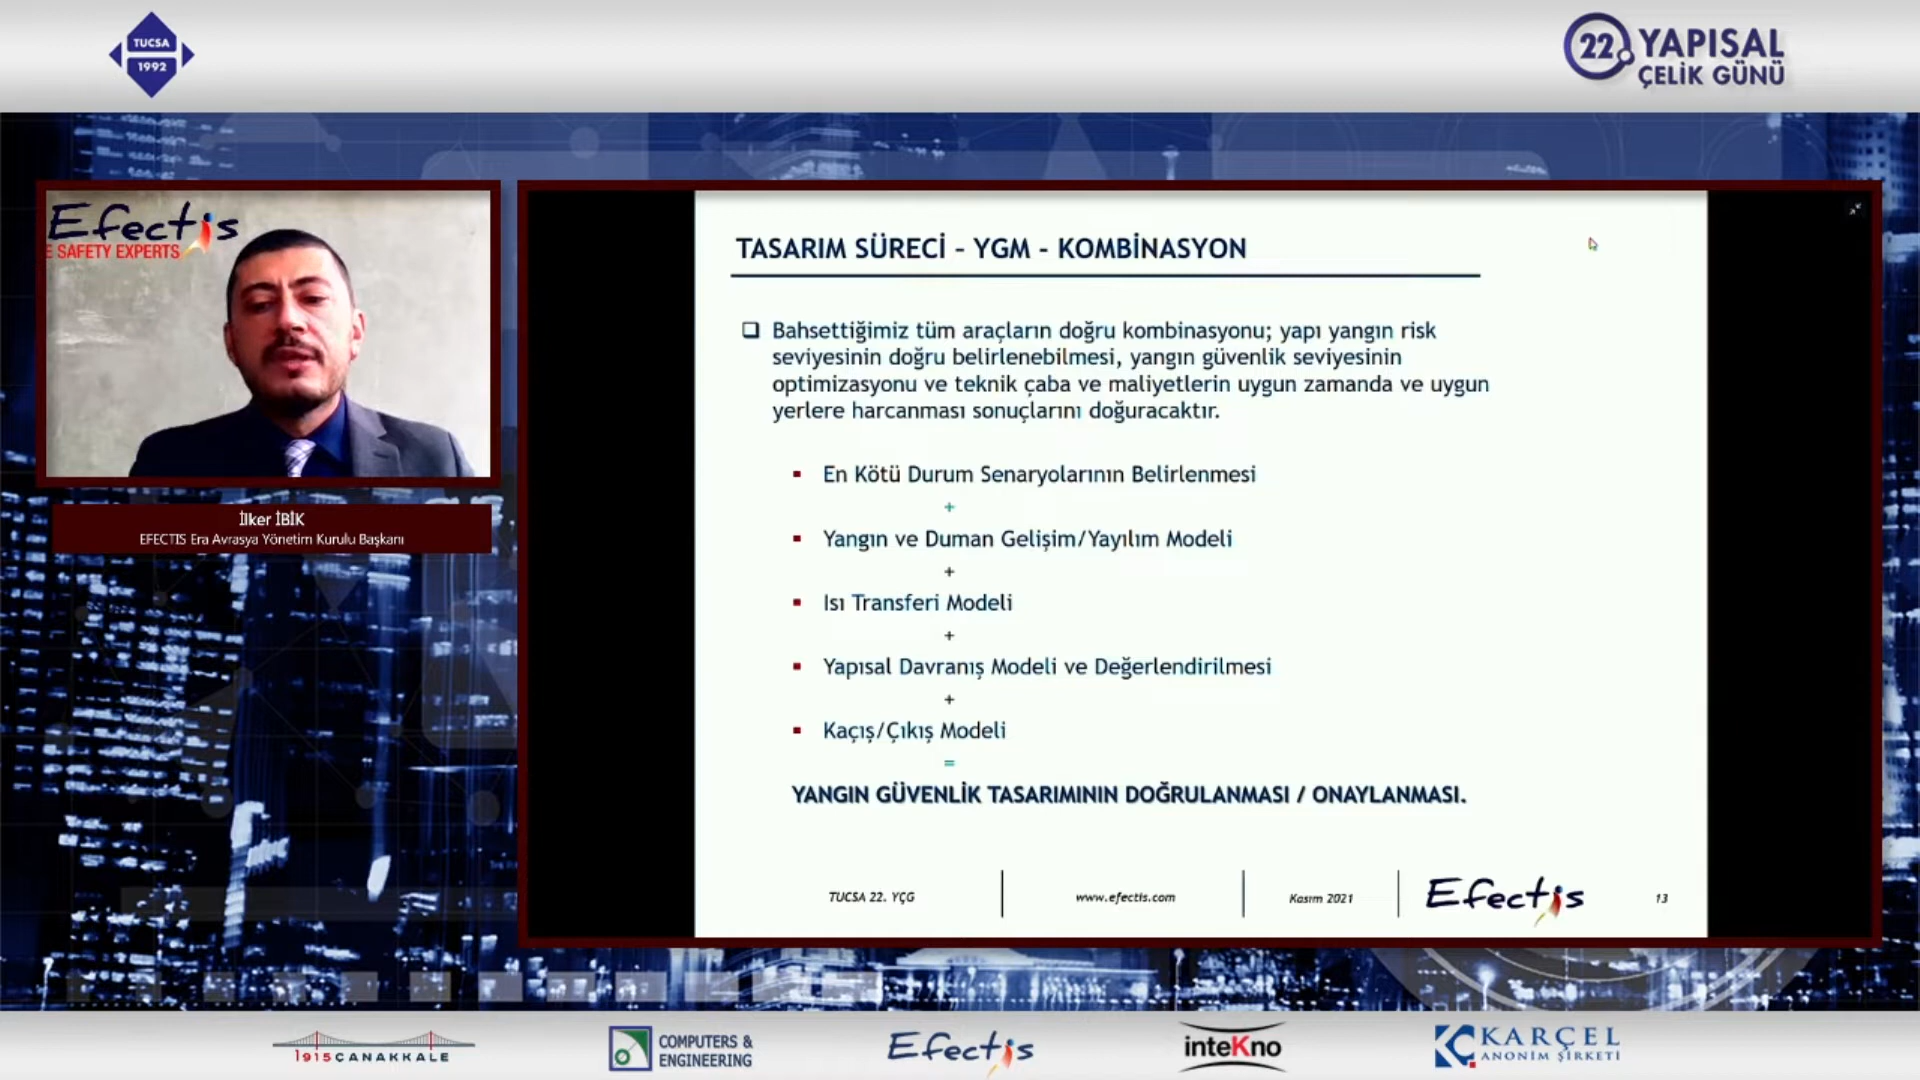 TUCSA
1992
22. YAPISAL
ÇELİK GÜNÜ
Efectis
E SAFETY EXPERTS
İlker İBİK
EFECTIS Era Avrasya Yönetim Kurulu Başkanı
TASARIM SÜRECİ – YGM - KOMBİNASYON
❑ Bahsettiğimiz tüm araçların doğru kombinasyonu; yapı yangın risk
seviyesinin doğru belirlenebilmesi, yangın güvenlik seviyesinin
optimizasyonu ve teknik çaba ve maliyetlerin uygun zamanda ve uygun
yerlere harcanması sonuçlarını doğuracaktır.
▪ En Kötü Durum Senaryolarının Belirlenmesi
+
▪ Yangın ve Duman Gelişim/Yayılım Modeli
+
▪ Isı Transferi Modeli
+
▪ Yapısal Davranış Modeli ve Değerlendirilmesi
+
▪ Kaçış/Çıkış Modeli
=
YANGIN GÜVENLİK TASARIMININ DOĞRULANMASI / ONAYLANMASI.
TUCSA 22. YÇG
www.efectis.com
Kasım 2021
Efectis
13
1915ÇANAKKALE
COMPUTERS &
ENGINEERING
Efectis
inteKno
KARÇEL
ANONİM ŞİRKETİ